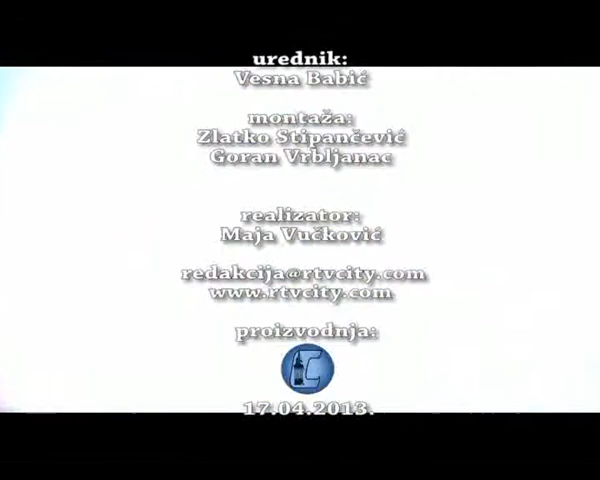 urednik:
Vesna Babić
montaža:
Zlatko Stipančević
Goran Vrbljanac
realizator:
Maja Vučković
redakcija@rtvcity.com
www.rtvcity.com
proizvodnja:
C
17.04.2013.